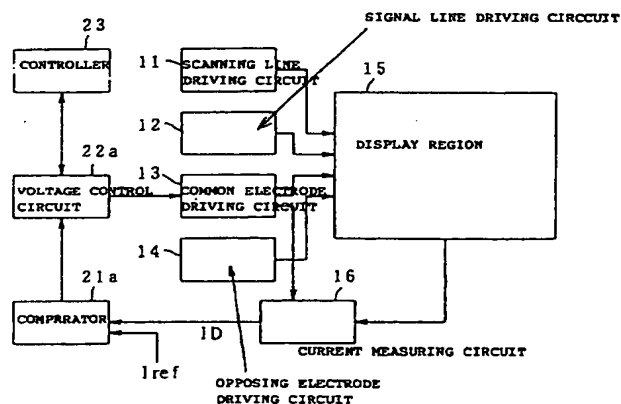 SIGNAL LINE DRIVING CIRCCUIT
23
CONTROLLER
11
SCANNING LINE
DRIVING CIRCUIT
15
12
DISPLAY REGION
22a
VOLTAGE CONTROL
CIRCUIT
13
COMMON ELECTRODE
DRIVING CIRCUIT
14
21a
COMPARATOR
16
ID
Iref
CURRENT MEASURING CIRCUIT
OPPOSING ELECTRODE
DRIVING CIRCUIT